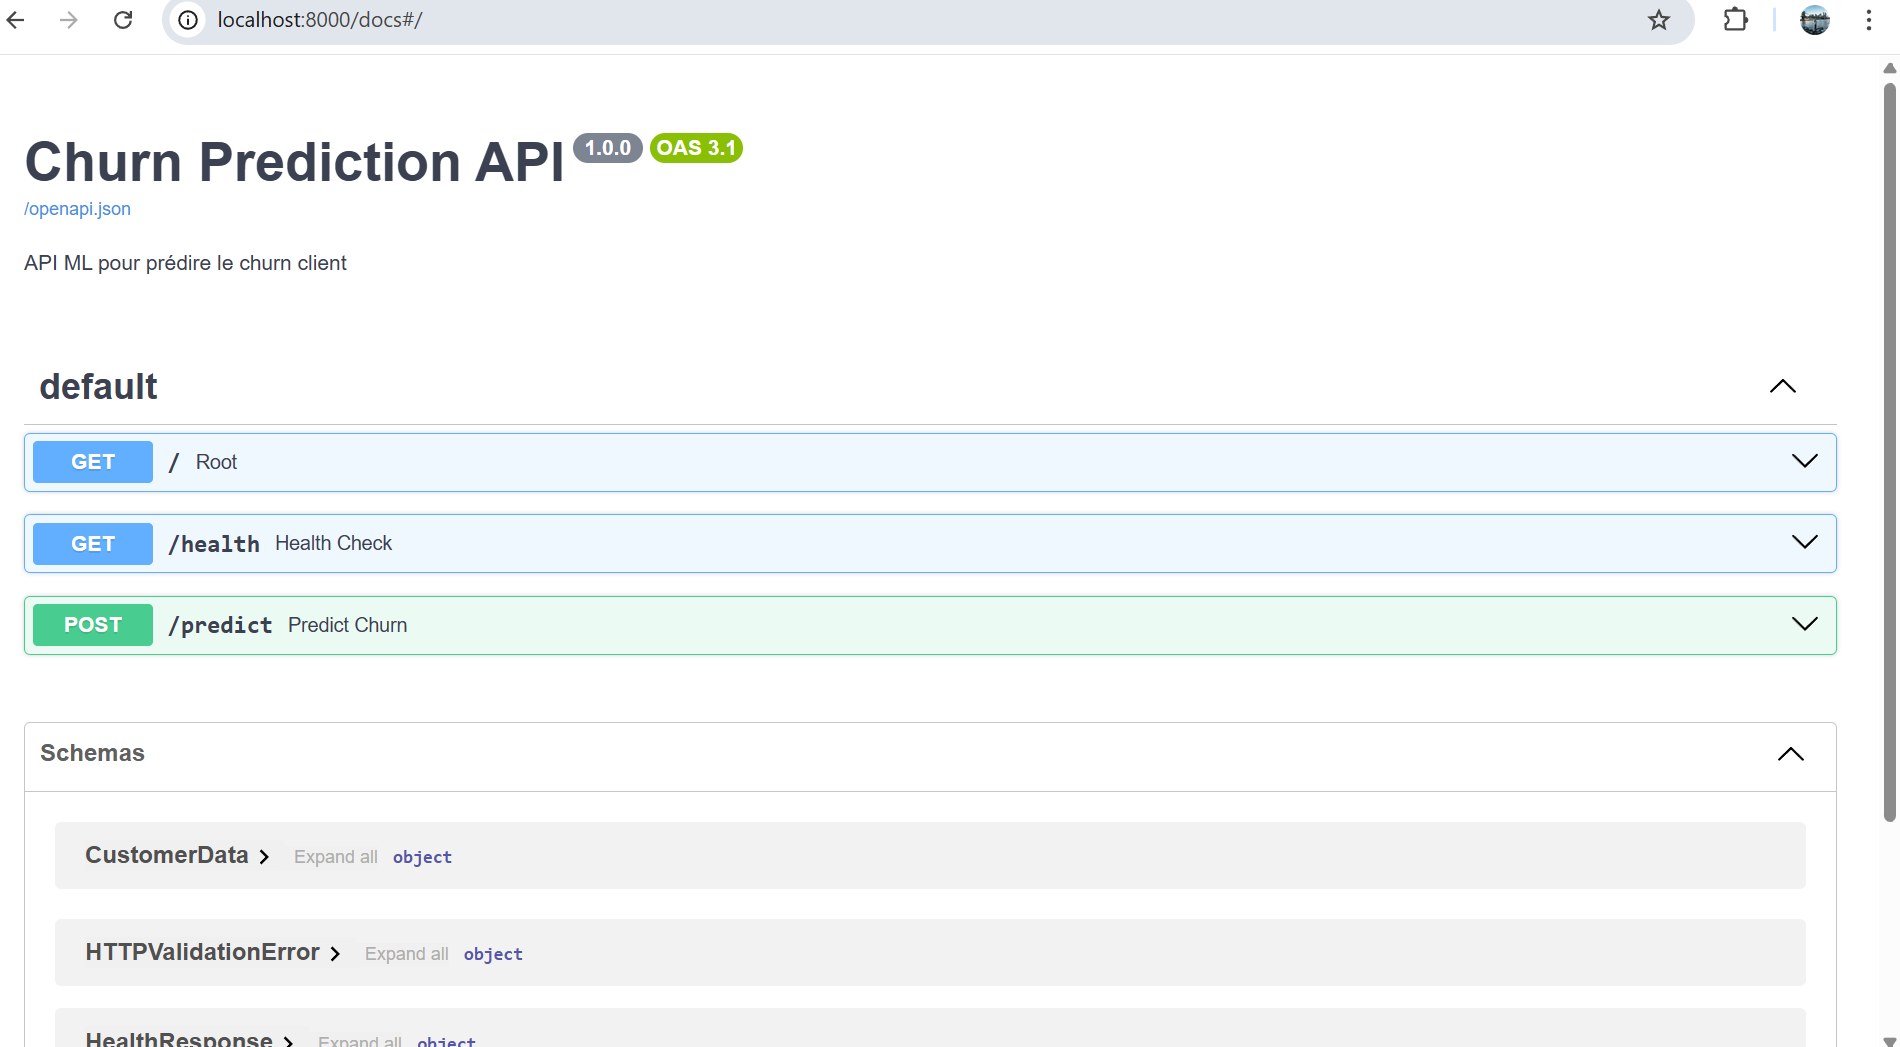 localhost:8000/docs#/
Churn Prediction API 1.0.0 OAS 3.1
/openapi.json
API ML pour prédire le churn client
default
GET / Root
GET /health Health Check
POST /predict Predict Churn
Schemas
CustomerData Expand all object
HTTPValidationError Expand all object
HealthResponse Expand all object